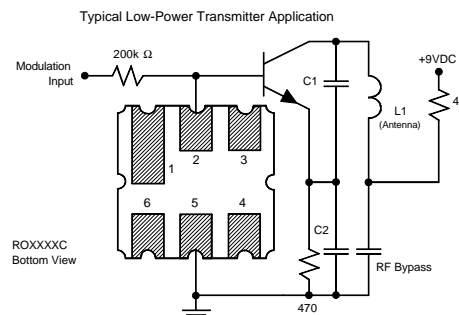 Typical Low-Power Transmitter Application
200k Ω
Modulation
Input
C1
+9VDC
L1
(Antenna)
4
1
2
3
6
5
4
C2
ROXXXXC
Bottom View
RF Bypass
470